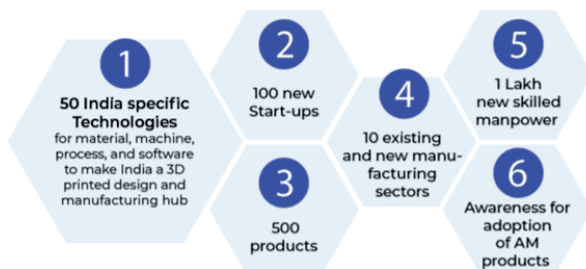 1
50 India specific
Technologies
for material, machine,
process, and software
to make India a 3D
printed design and
manufacturing hub
2
100 new
Start-ups
3
500
products
4
10 existing
and new manu-
facturing
sectors
5
1 Lakh
new skilled
manpower
6
Awareness for
adoption
of AM
products